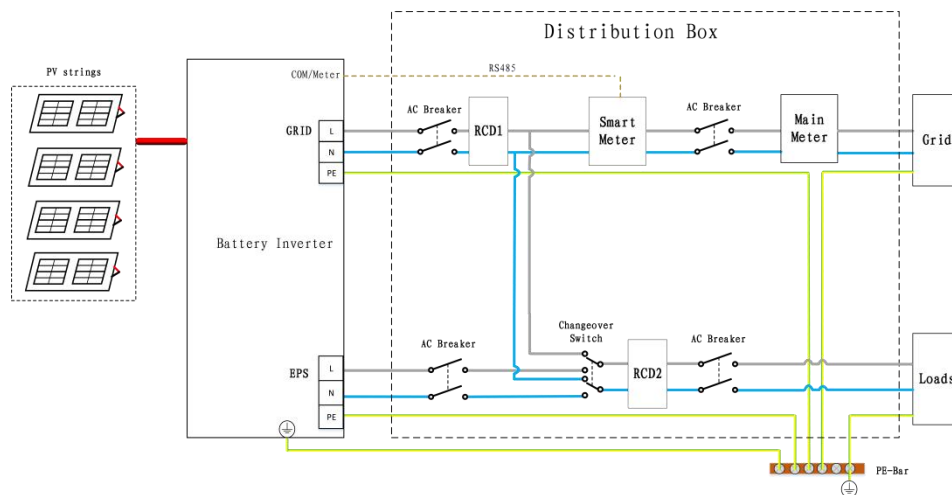 Distribution Box
PV strings
COM/Meter
RS485
AC Breaker
AC Breaker
GRID
L
N
PE
RCD1
Smart
Meter
Main
Meter
Grid
Battery Inverter
Changeover
Switch
AC Breaker
AC Breaker
EPS
L
N
PE
RCD2
Loads
PE-Bar